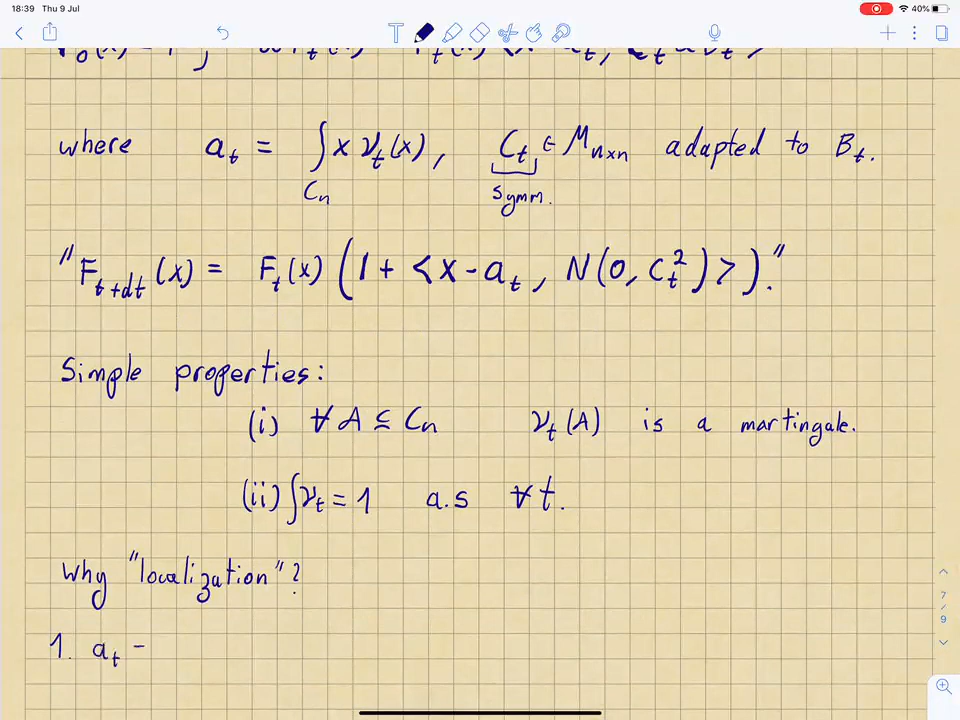 18:39 Thu 9 Jul 40%
where a_t = ∫_{C_n} x ν_t(x), C_t ∈ M_{n×n} adapted to B_t.
symm.
"F_{t+dt}(x) = F_t(x) (1 + <x - a_t, N(0, C_t^2)>)."
Simple properties:
(i) ∀ A ⊆ C_n ν_t(A) is a martingale.
(ii) ∫ν_t = 1 a.s ∀ t.
Why "localization"?
1. a_t -
7
/
9